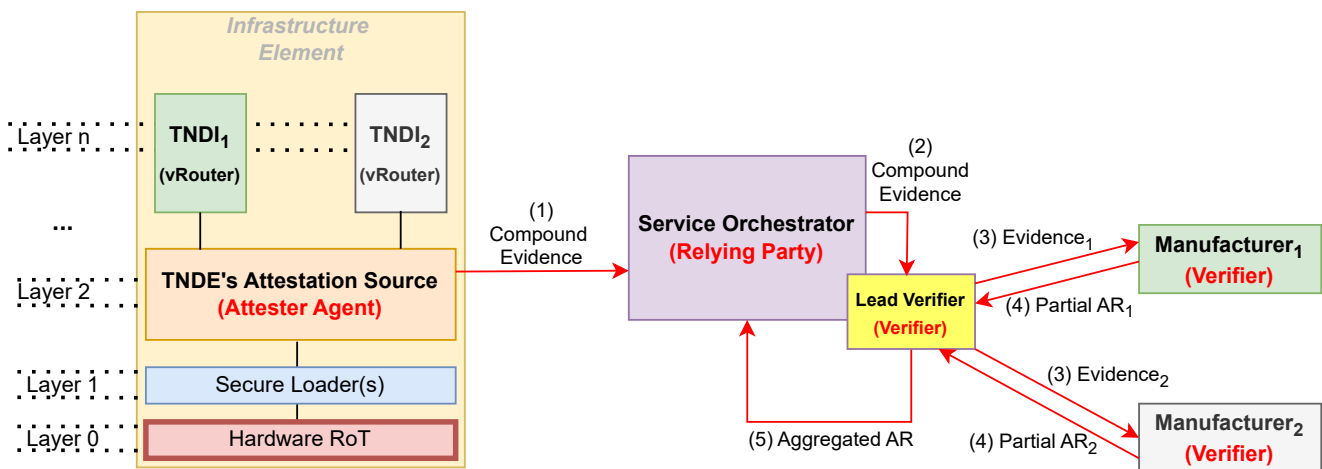 Infrastructure
Element
Layer n
TNDI₁
(vRouter)
TNDI₂
(vRouter)
...
Layer 2
TNDE's Attestation Source
(Attester Agent)
Layer 1
Secure Loader(s)
Layer 0
Hardware RoT
(1)
Compound
Evidence
Service Orchestrator
(Relying Party)
(2)
Compound
Evidence
Lead Verifier
(Verifier)
(3) Evidence₁
(4) Partial AR₁
Manufacturer₁
(Verifier)
(3) Evidence₂
(4) Partial AR₂
Manufacturer₂
(Verifier)
(5) Aggregated AR